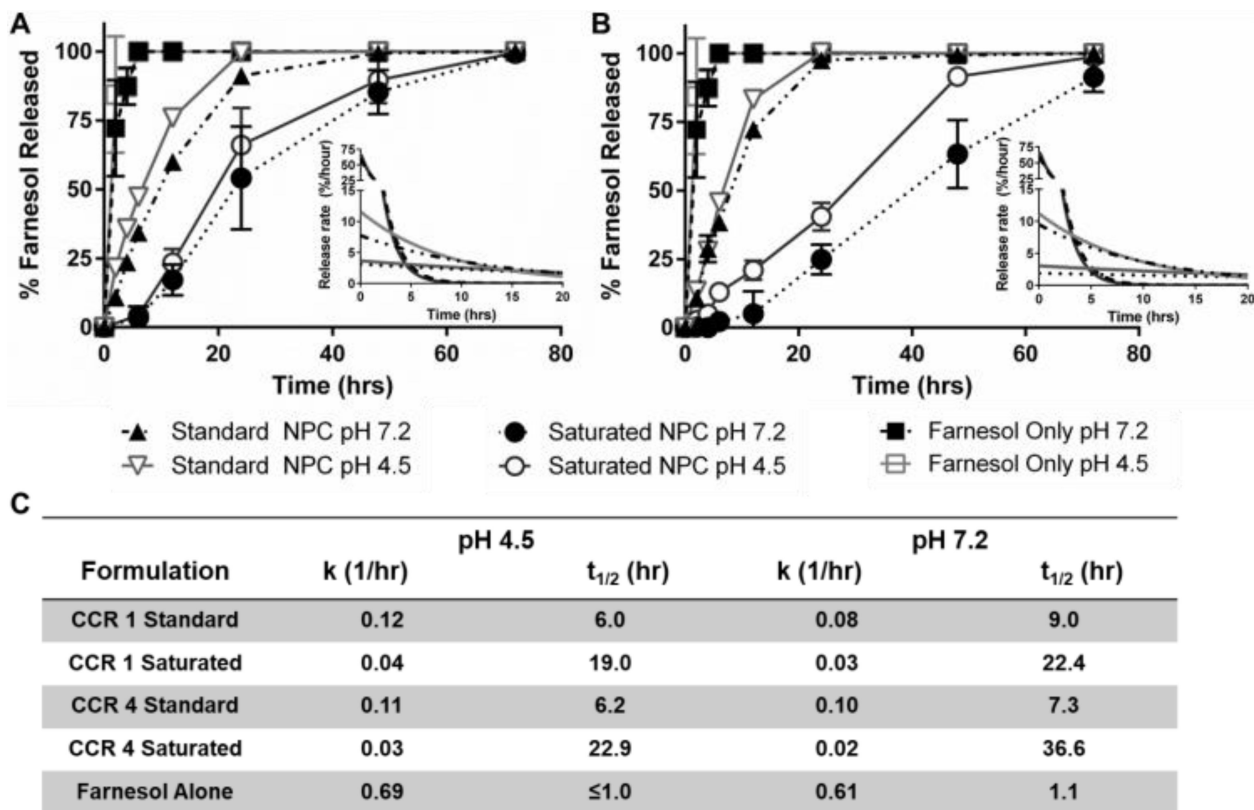 A
B
% Farnesol Released
100
75
50
25
0
0
20
40
60
80
Time (hrs)
Release rate (%/hour)
75
50
25
15
10
5
0
0
5
10
15
20
Time (hrs)
% Farnesol Released
100
75
50
25
0
0
20
40
60
80
Time (hrs)
Release rate (%/hour)
75
50
25
15
10
5
0
0
5
10
15
20
Time (hrs)
Standard NPC pH 7.2
Saturated NPC pH 7.2
Farnesol Only pH 7.2
Standard NPC pH 4.5
Saturated NPC pH 4.5
Farnesol Only pH 4.5
C
pH 4.5 pH 7.2
Formulation k (1/hr) t1/2 (hr) k (1/hr) t1/2 (hr)
CCR 1 Standard 0.12 6.0 0.08 9.0
CCR 1 Saturated 0.04 19.0 0.03 22.4
CCR 4 Standard 0.11 6.2 0.10 7.3
CCR 4 Saturated 0.03 22.9 0.02 36.6
Farnesol Alone 0.69 ≤1.0 0.61 1.1